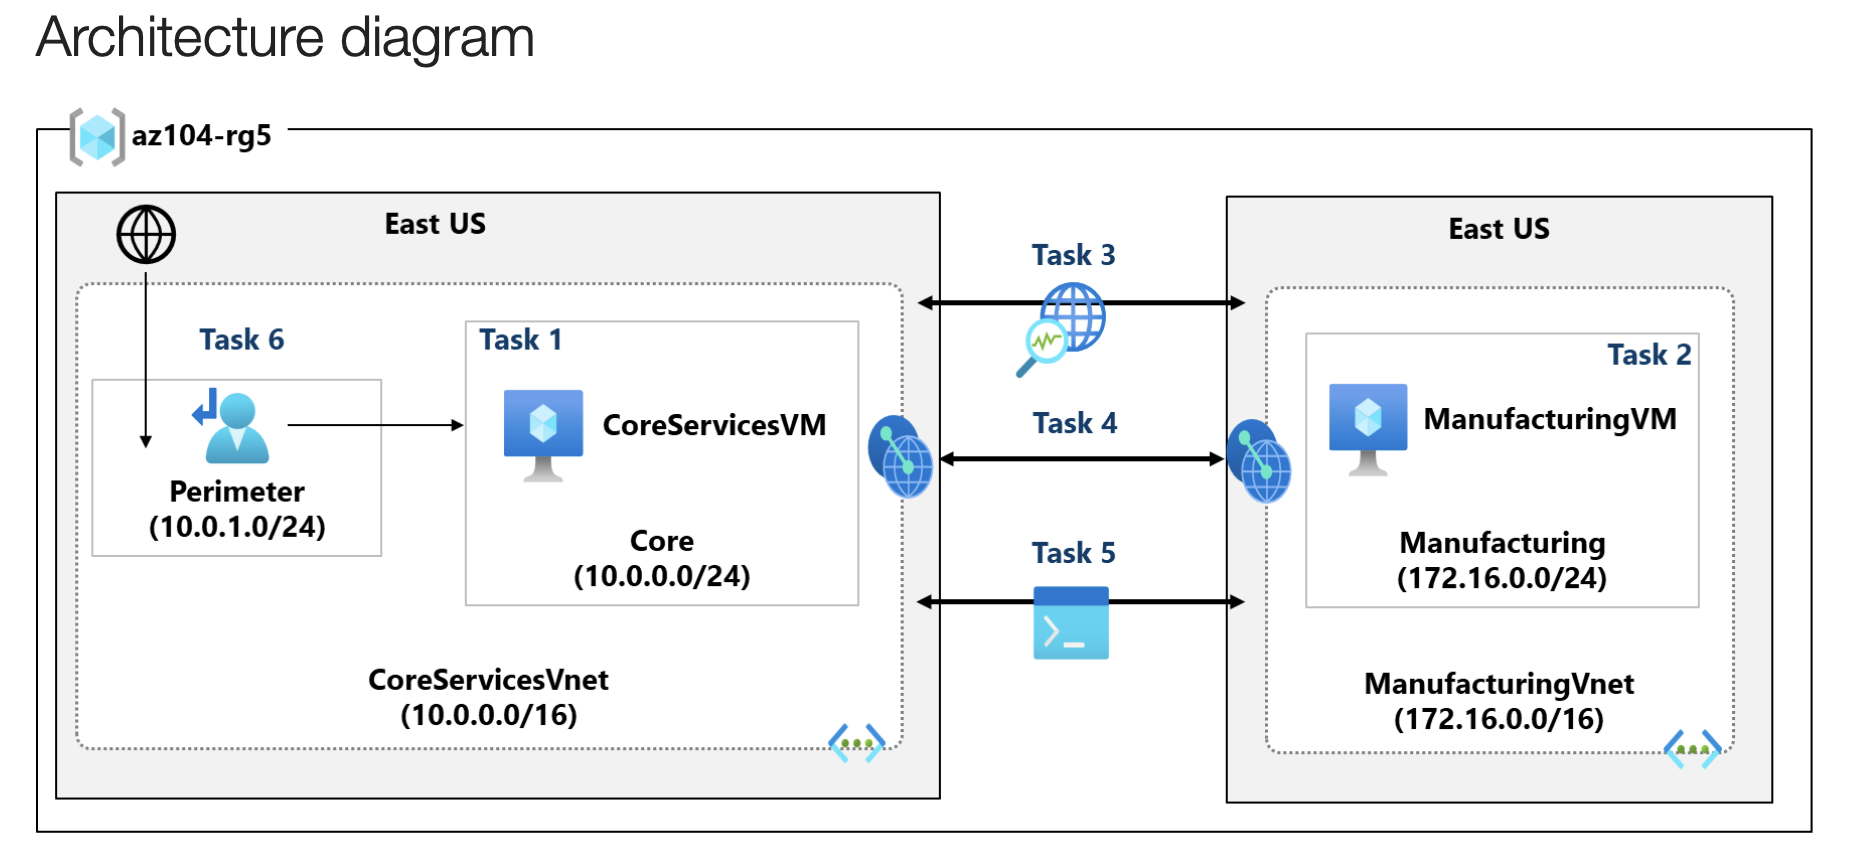 Architecture diagram
az104-rg5
East US
Task 6
Perimeter
(10.0.1.0/24)
Task 1
CoreServicesVM
Core
(10.0.0.0/24)
CoreServicesVnet
(10.0.0.0/16)
Task 3
Task 4
Task 5
East US
Task 2
ManufacturingVM
Manufacturing
(172.16.0.0/24)
ManufacturingVnet
(172.16.0.0/16)